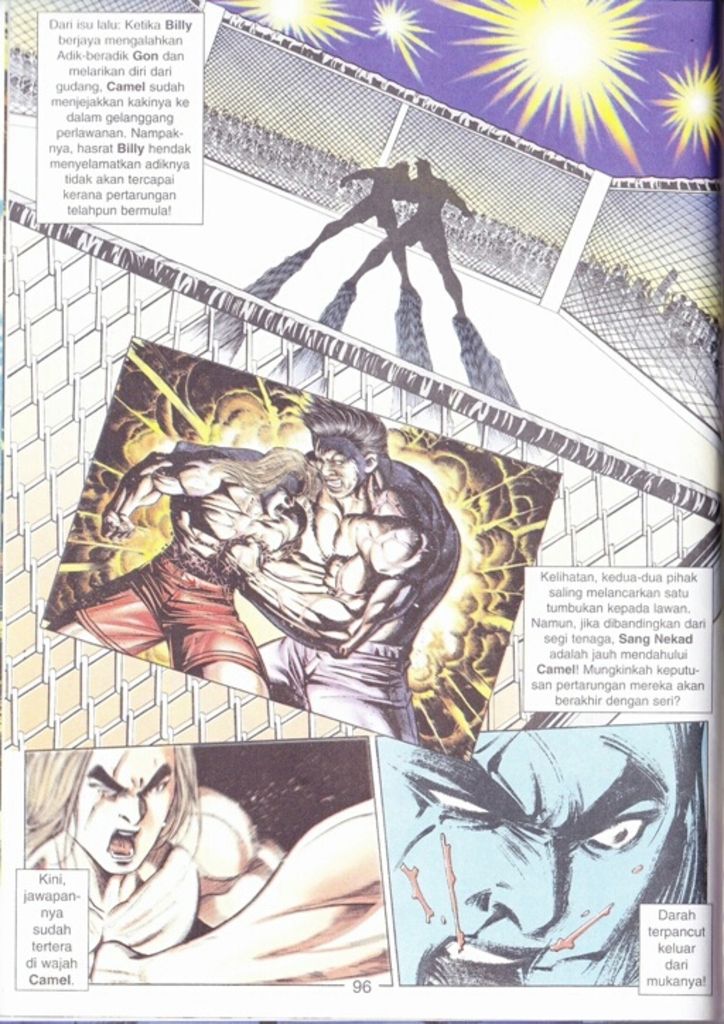 Dari isu lalu: Ketika Billy
berjaya mengalahkan
Adik-beradik Gon dan
melarikan diri dari
gudang, Camel sudah
menjejakkan kakinya ke
dalam gelanggang
perlawanan. Nampak-
nya, hasrat Billy hendak
menyelamatkan adiknya
tidak akan tercapai
kerana pertarungan
telahpun bermula!
Kelihatan, kedua-dua pihak
saling melancarkan satu
tumbukan kepada lawan.
Namun, jika dibandingkan dari
segi tenaga, Sang Nekad
adalah jauh mendahului
Camel! Mungkinkah keputu-
san pertarungan mereka akan
berakhir dengan seri?
Kini,
jawapan-
nya
sudah
tertera
di wajah
Camel.
Darah
terpancut
keluar
dari
mukanya!
96